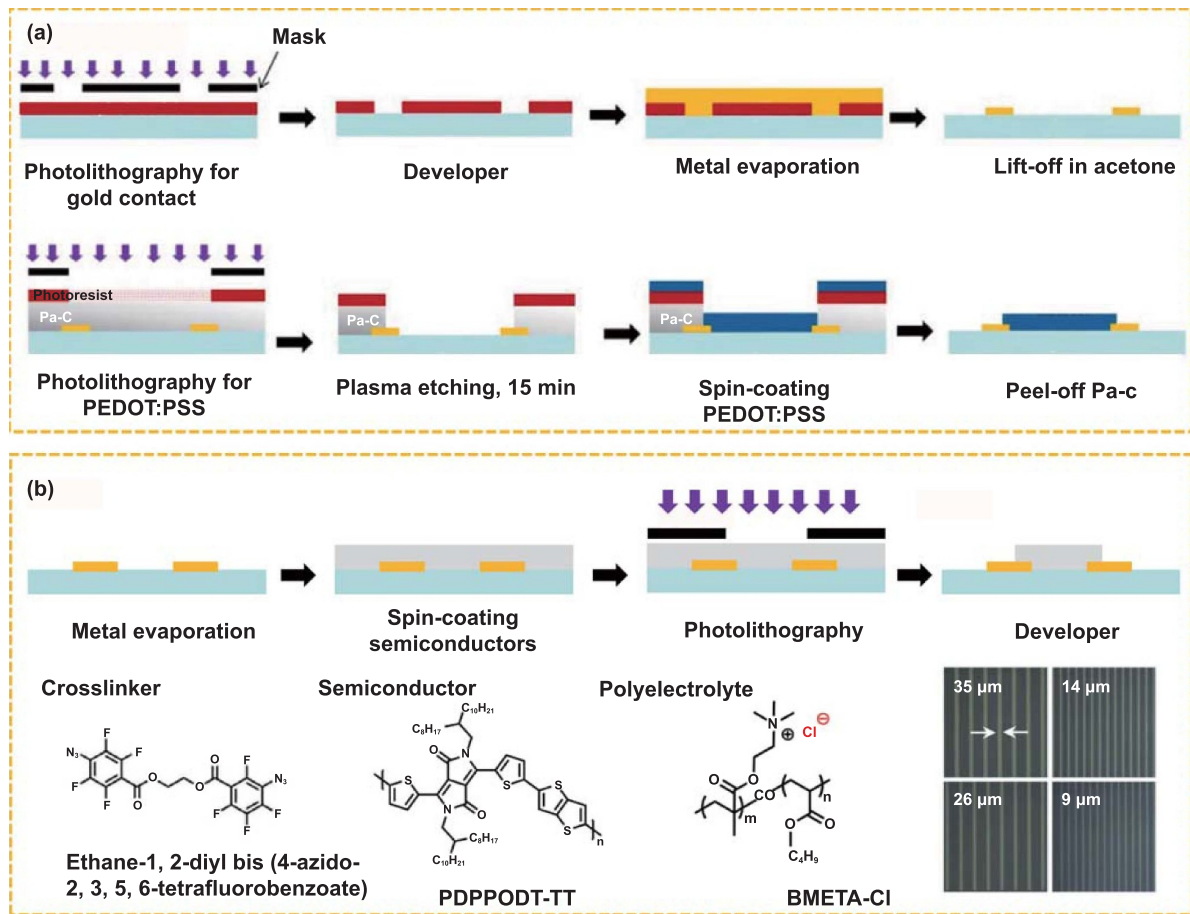 (a)
Mask
Photolithography for
gold contact
Developer
Metal evaporation
Lift-off in acetone
Photoresist
Pa-C
Photolithography for
PEDOT:PSS
Pa-C
Plasma etching, 15 min
Pa-C
Spin-coating
PEDOT:PSS
Peel-off Pa-c
(b)
Metal evaporation
Spin-coating
semiconductors
Photolithography
Developer
Crosslinker
N₃
F
F
F
F
O
O
O
O
F
F
F
F
N₃
Ethane-1, 2-diyl bis (4-azido-
2, 3, 5, 6-tetrafluorobenzoate)
Semiconductor
C₁₀H₂₁
C₈H₁₇
O
N
S
S
S
N
O
S
n
C₈H₁₇
C₁₀H₂₁
PDPPODT-TT
Polyelectrolyte
N
⊕
Cl
⊖
O
O
Co
m
n
O
O
C₄H₉
BMETA-Cl
35 µm
14 µm
26 µm
9 µm